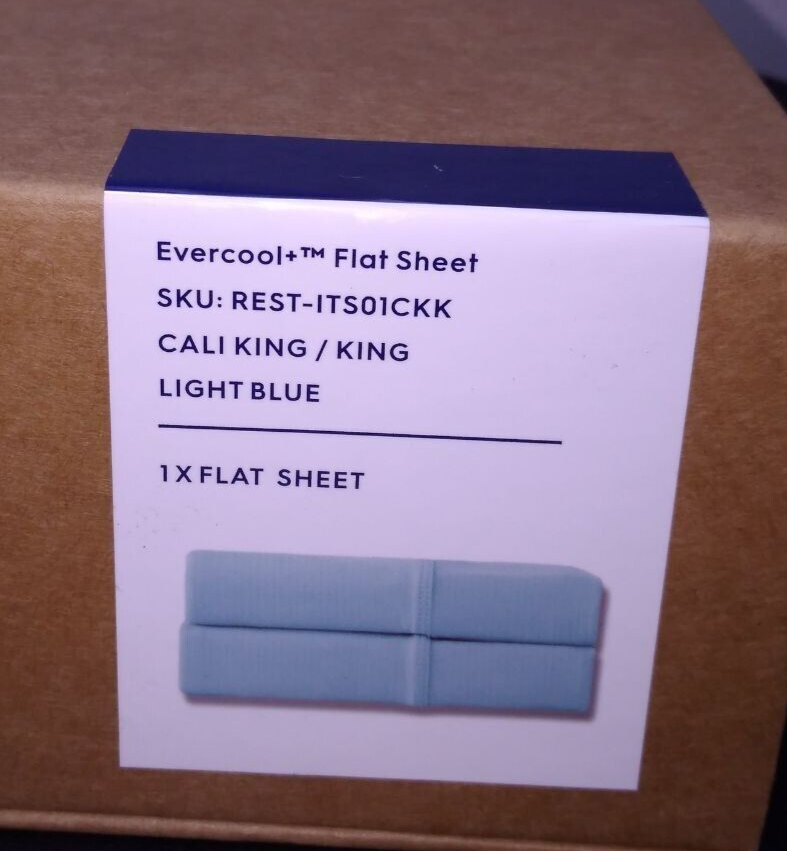 Evercool+™ Flat Sheet
SKU: REST-ITS01CKK
CALI KING / KING
LIGHT BLUE
1 X FLAT SHEET